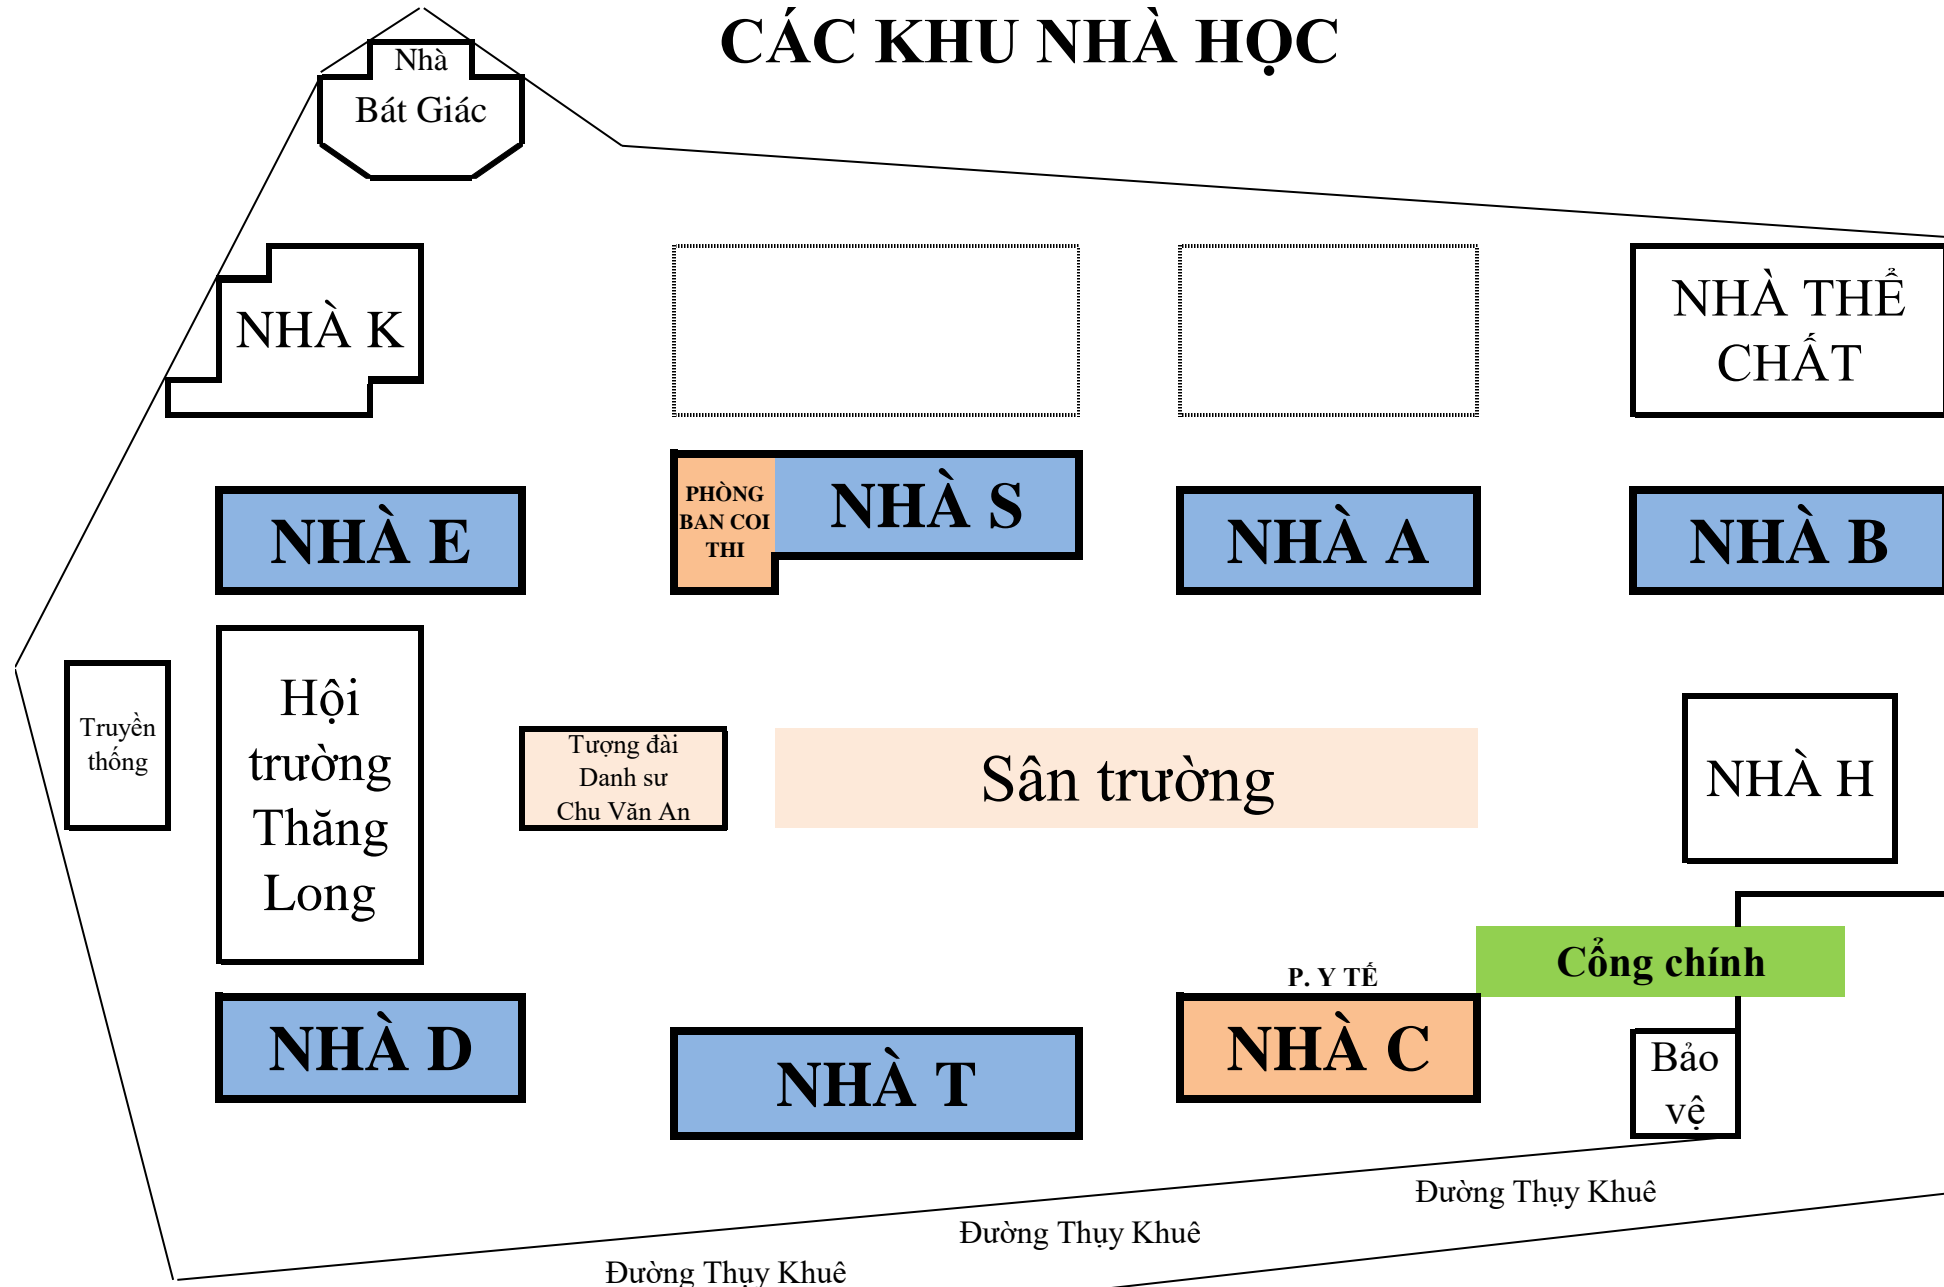 CÁC KHU NHÀ HỌC
Nhà
Bát Giác
NHÀ K
NHÀ THỂ
CHẤT
NHÀ E
PHÒNG
BAN COI
THI
NHÀ S
NHÀ A
NHÀ B
Truyền
thống
Hội
trường
Thăng
Long
Tượng đài
Danh sư
Chu Văn An
Sân trường
NHÀ H
Cổng chính
P. Y TẾ
NHÀ D
NHÀ T
NHÀ C
Bảo
vệ
Đường Thụy Khuê
Đường Thụy Khuê
Đường Thụy Khuê